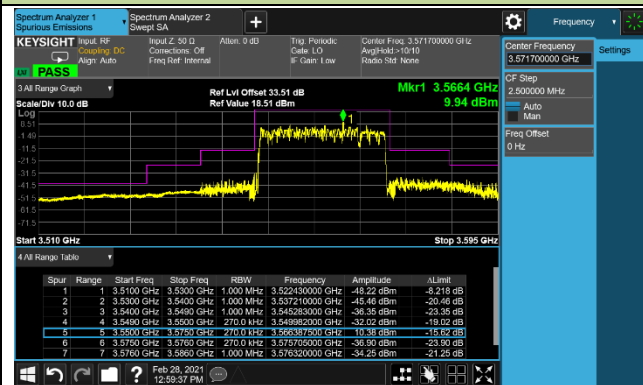 Spectrum Analyzer 1
Spurious Emissions
Spectrum Analyzer 2
Swept SA
Frequency
KEYSIGHT
Input: RF
Coupling: DC
Align: Auto
Input Z: 50 Ω
Corrections: Off
Freq Ref: Internal
Atten: 0 dB
Trig: Periodic
Gate: LO
IF Gain: Low
Center Freq: 3.571700000 GHz
Avg|Hold:>10/10
Radio Std: None
PASS
Center Frequency
3.571700000 GHz
Settings
CF Step
2.500000 MHz
Auto
Man
Freq Offset
0 Hz
3 All Range Graph
Scale/Div 10.0 dB
Ref Lvl Offset 33.51 dB
Ref Value 18.51 dBm
Mkr1 3.5664 GHz
9.94 dBm
Log
8.51
-1.49
-11.5
-21.5
-31.5
-41.5
-51.5
-61.5
-71.5
1
Start 3.510 GHz
Stop 3.595 GHz
4 All Range Table
Spur Range Start Freq Stop Freq RBW Frequency Amplitude ΔLimit
1 1 3.5100 GHz 3.5300 GHz 1.000 MHz 3.522430000 GHz -48.22 dBm -8.218 dB
2 2 3.5300 GHz 3.5400 GHz 1.000 MHz 3.537210000 GHz -45.46 dBm -20.46 dB
3 3 3.5400 GHz 3.5490 GHz 1.000 MHz 3.545283000 GHz -36.35 dBm -23.35 dB
4 4 3.5490 GHz 3.5500 GHz 270.0 kHz 3.549982000 GHz -32.02 dBm -19.02 dB
5 5 3.5500 GHz 3.5750 GHz 270.0 kHz 3.566387500 GHz 10.38 dBm -15.62 dB
6 6 3.5750 GHz 3.5760 GHz 270.0 kHz 3.575705000 GHz -36.90 dBm -23.90 dB
7 7 3.5760 GHz 3.5860 GHz 1.000 MHz 3.576320000 GHz -34.25 dBm -21.25 dB
Feb 28, 2021
12:59:37 PM